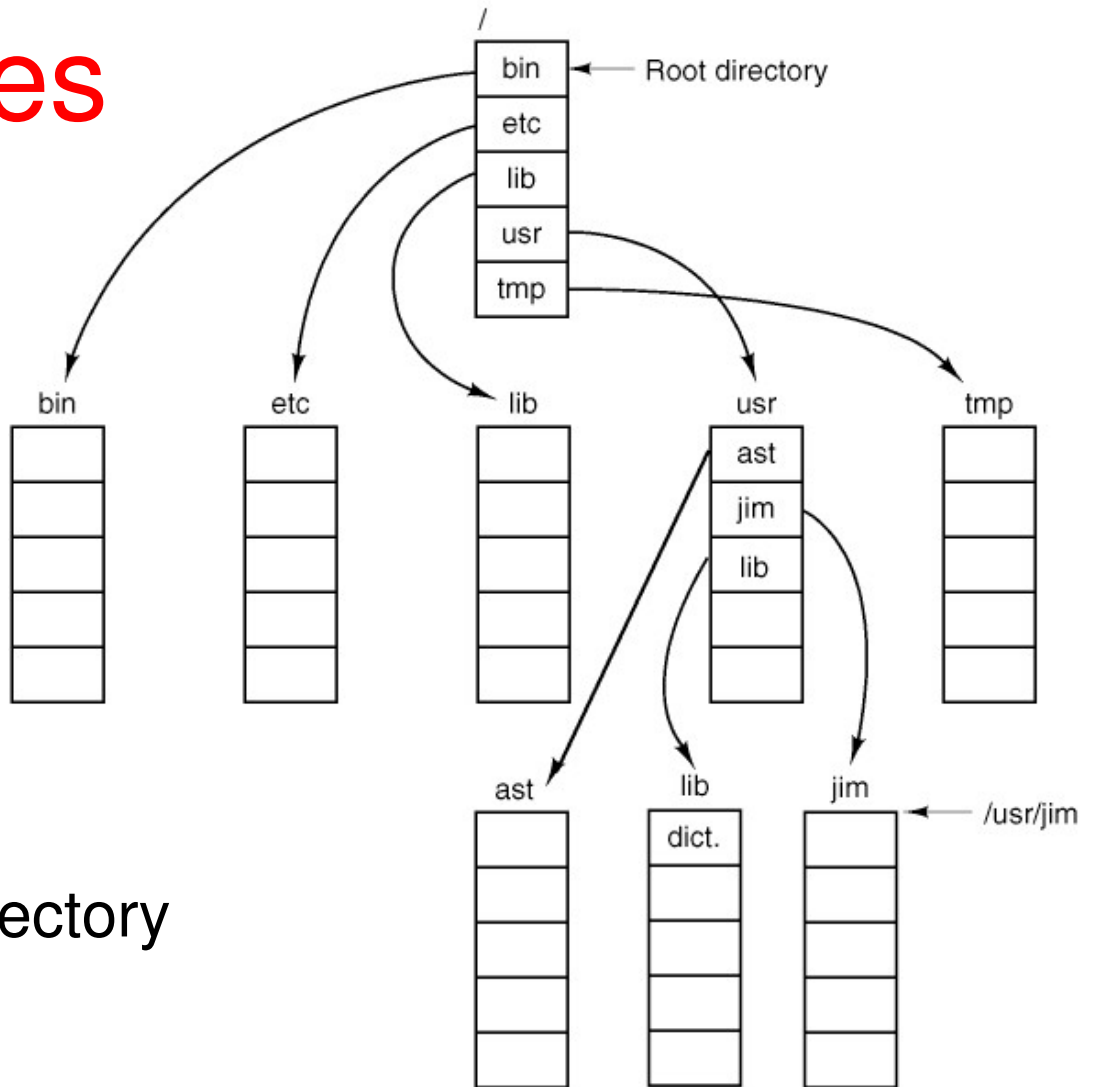 /
es
bin
Root directory
etc
lib
usr
tmp
bin
etc
lib
usr
tmp
ast
jim
lib
ast
lib
jim
/usr/jim
dict.
ectory